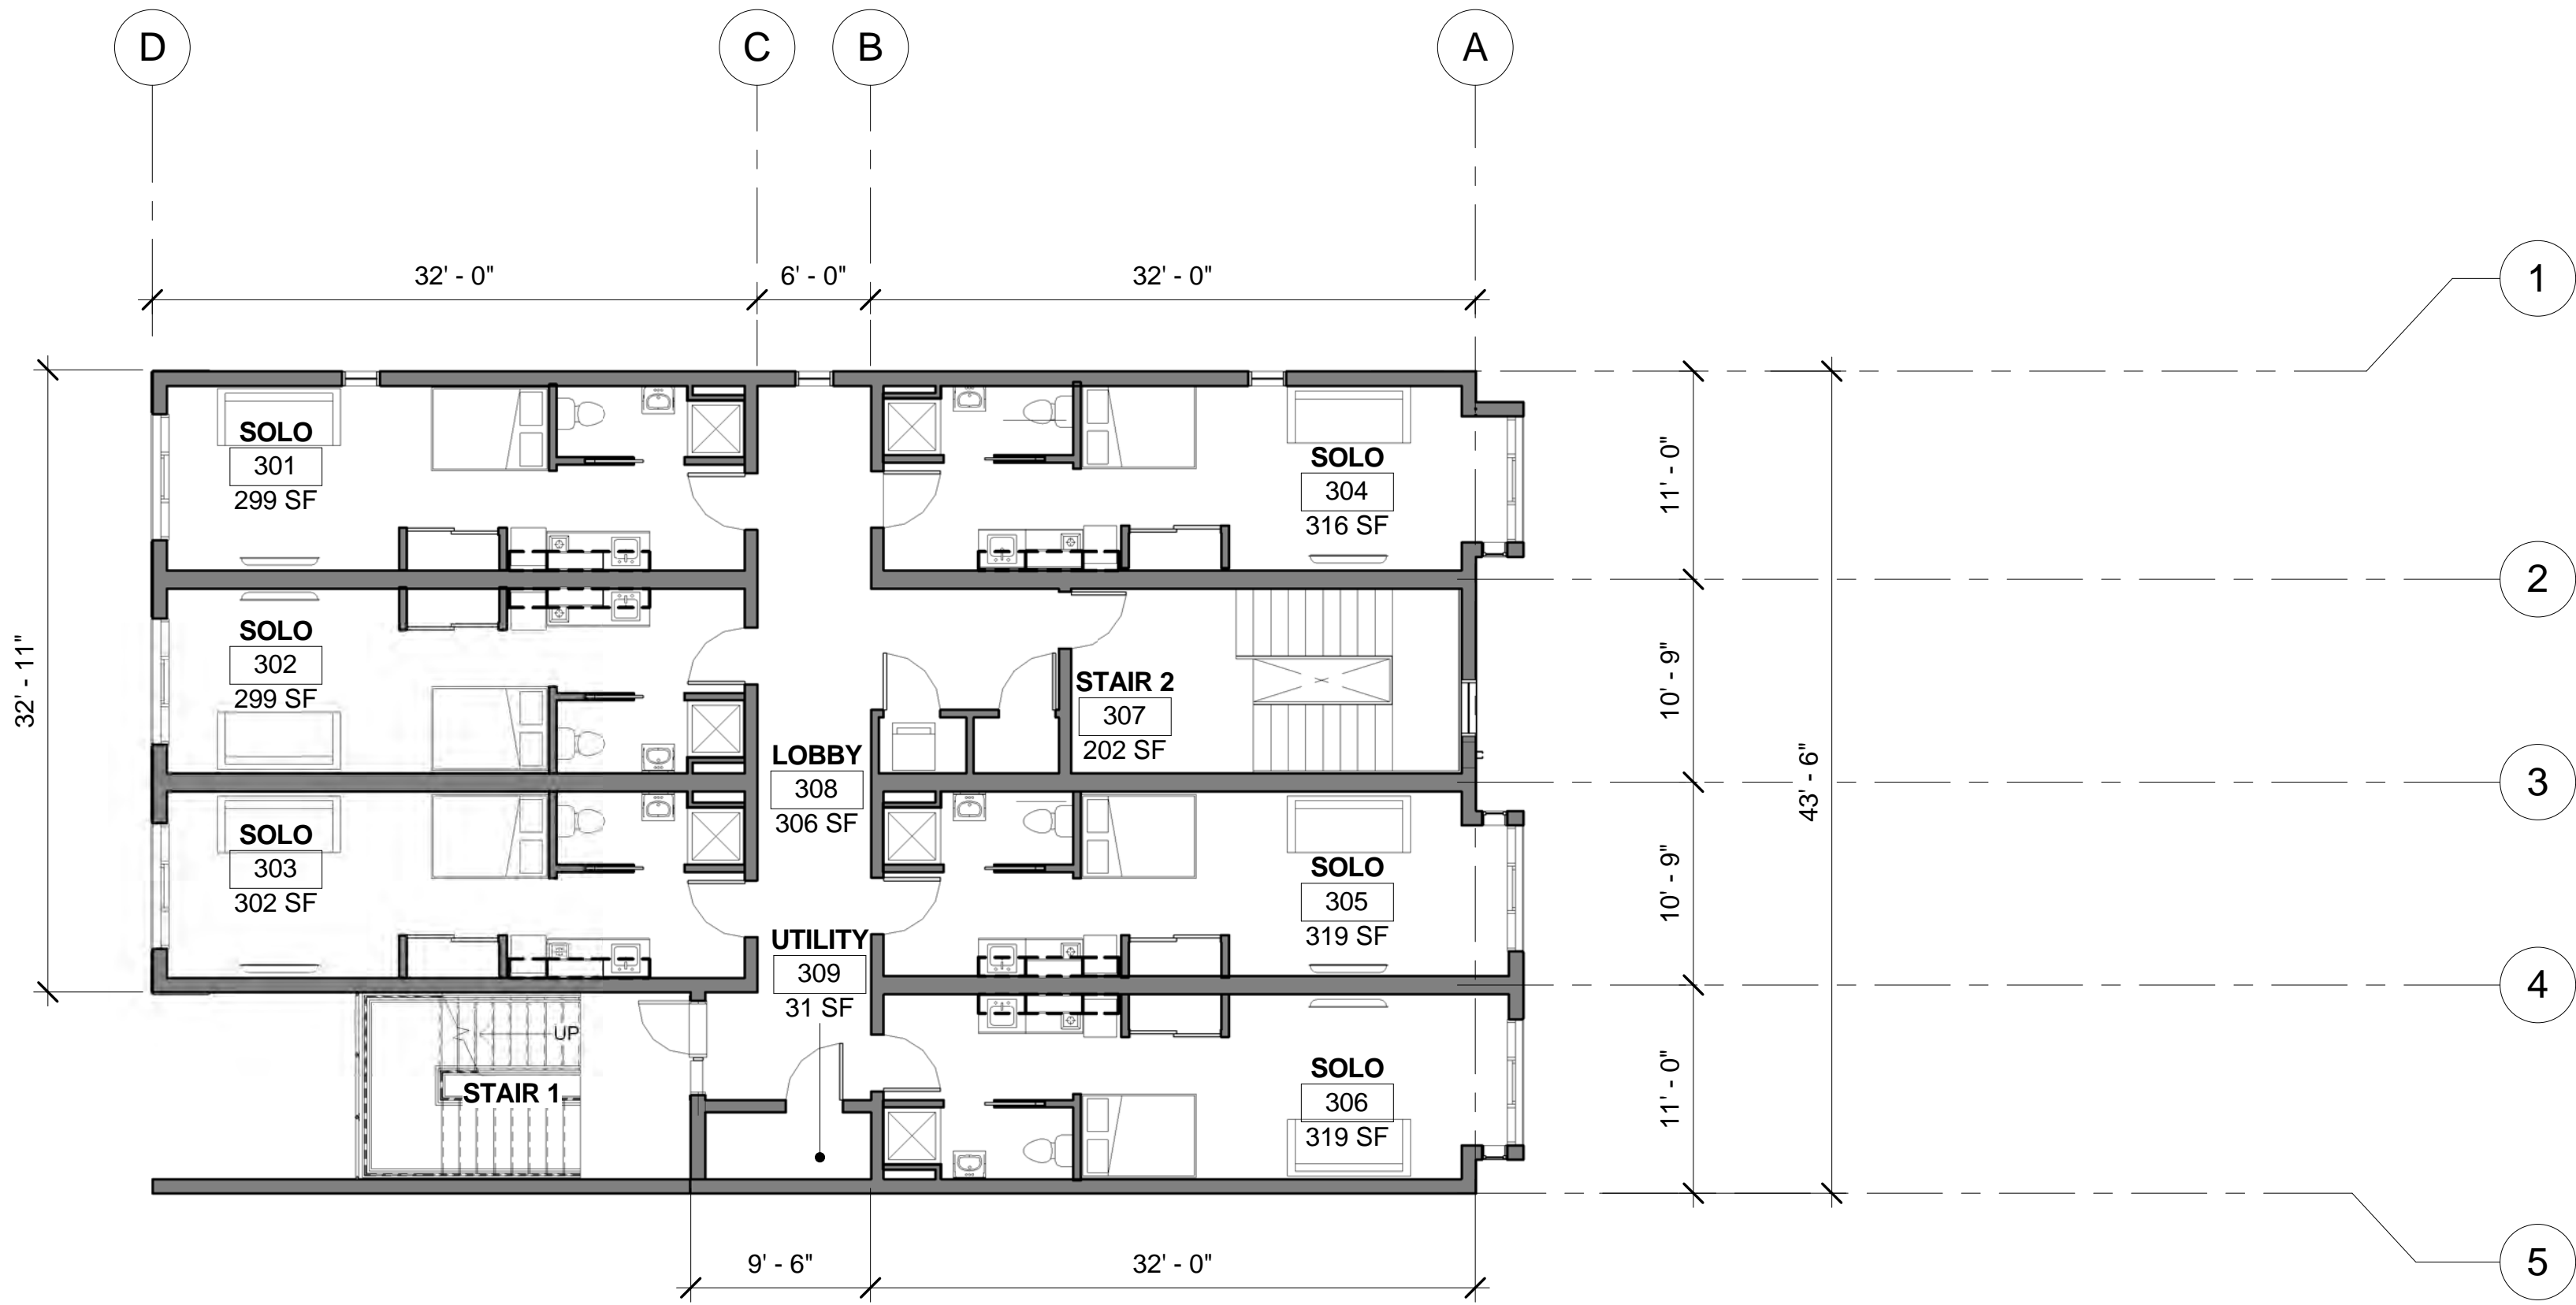 D
C
B
A
32' - 0"
6' - 0"
32' - 0"
1
2
3
4
5
32' - 11"
11' - 0"
10' - 9"
10' - 9"
11' - 0"
43' - 6"
SOLO
301
299 SF
SOLO
304
316 SF
SOLO
302
299 SF
STAIR 2
307
202 SF
LOBBY
308
306 SF
SOLO
303
302 SF
SOLO
305
319 SF
UTILITY
309
31 SF
UP
STAIR 1
SOLO
306
319 SF
9' - 6"
32' - 0"